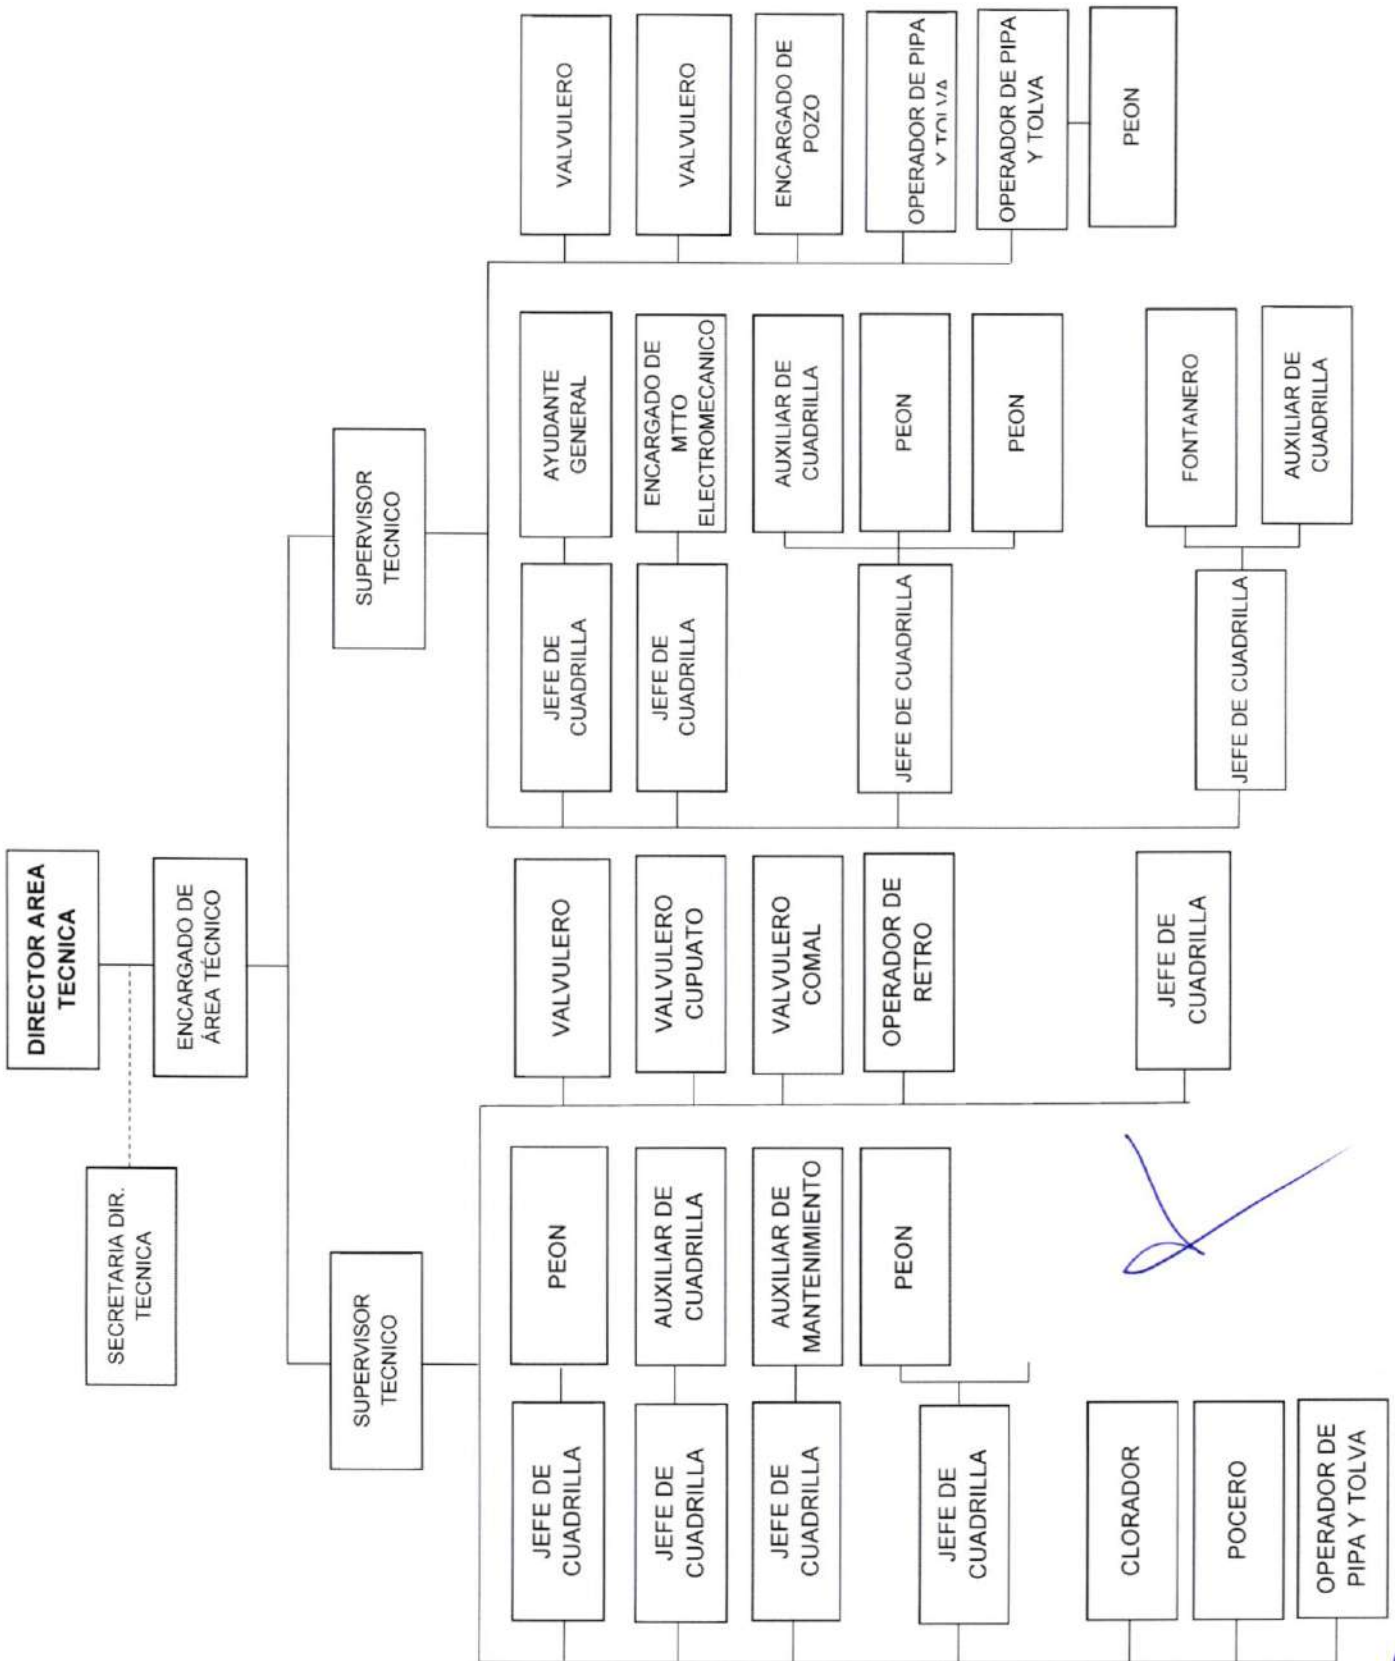 DIRECTOR AREA
TECNICA
SECRETARIA DIR.
TECNICA
ENCARGADO DE
ÁREA TÉCNICO
SUPERVISOR
TECNICO
SUPERVISOR
TECNICO
JEFE DE
CUADRILLA
PEON
VALVULERO
JEFE DE
CUADRILLA
AYUDANTE
GENERAL
VALVULERO
JEFE DE
CUADRILLA
AUXILIAR DE
CUADRILLA
VALVULERO
CUPUATO
JEFE DE
CUADRILLA
ENCARGADO DE
MTTO
ELECTROMECANICO
VALVULERO
JEFE DE
CUADRILLA
AUXILIAR DE
MANTENIMIENTO
VALVULERO
COMAL
AUXILIAR DE
CUADRILLA
ENCARGADO DE
POZO
PEON
OPERADOR DE
RETRO
JEFE DE CUADRILLA
PEON
OPERADOR DE PIPA
Y TOLVA
JEFE DE
CUADRILLA
PEON
OPERADOR DE PIPA
Y TOLVA
PEON
CLORADOR
JEFE DE
CUADRILLA
FONTANERO
POCERO
JEFE DE CUADRILLA
AUXILIAR DE
CUADRILLA
OPERADOR DE
PIPA Y TOLVA